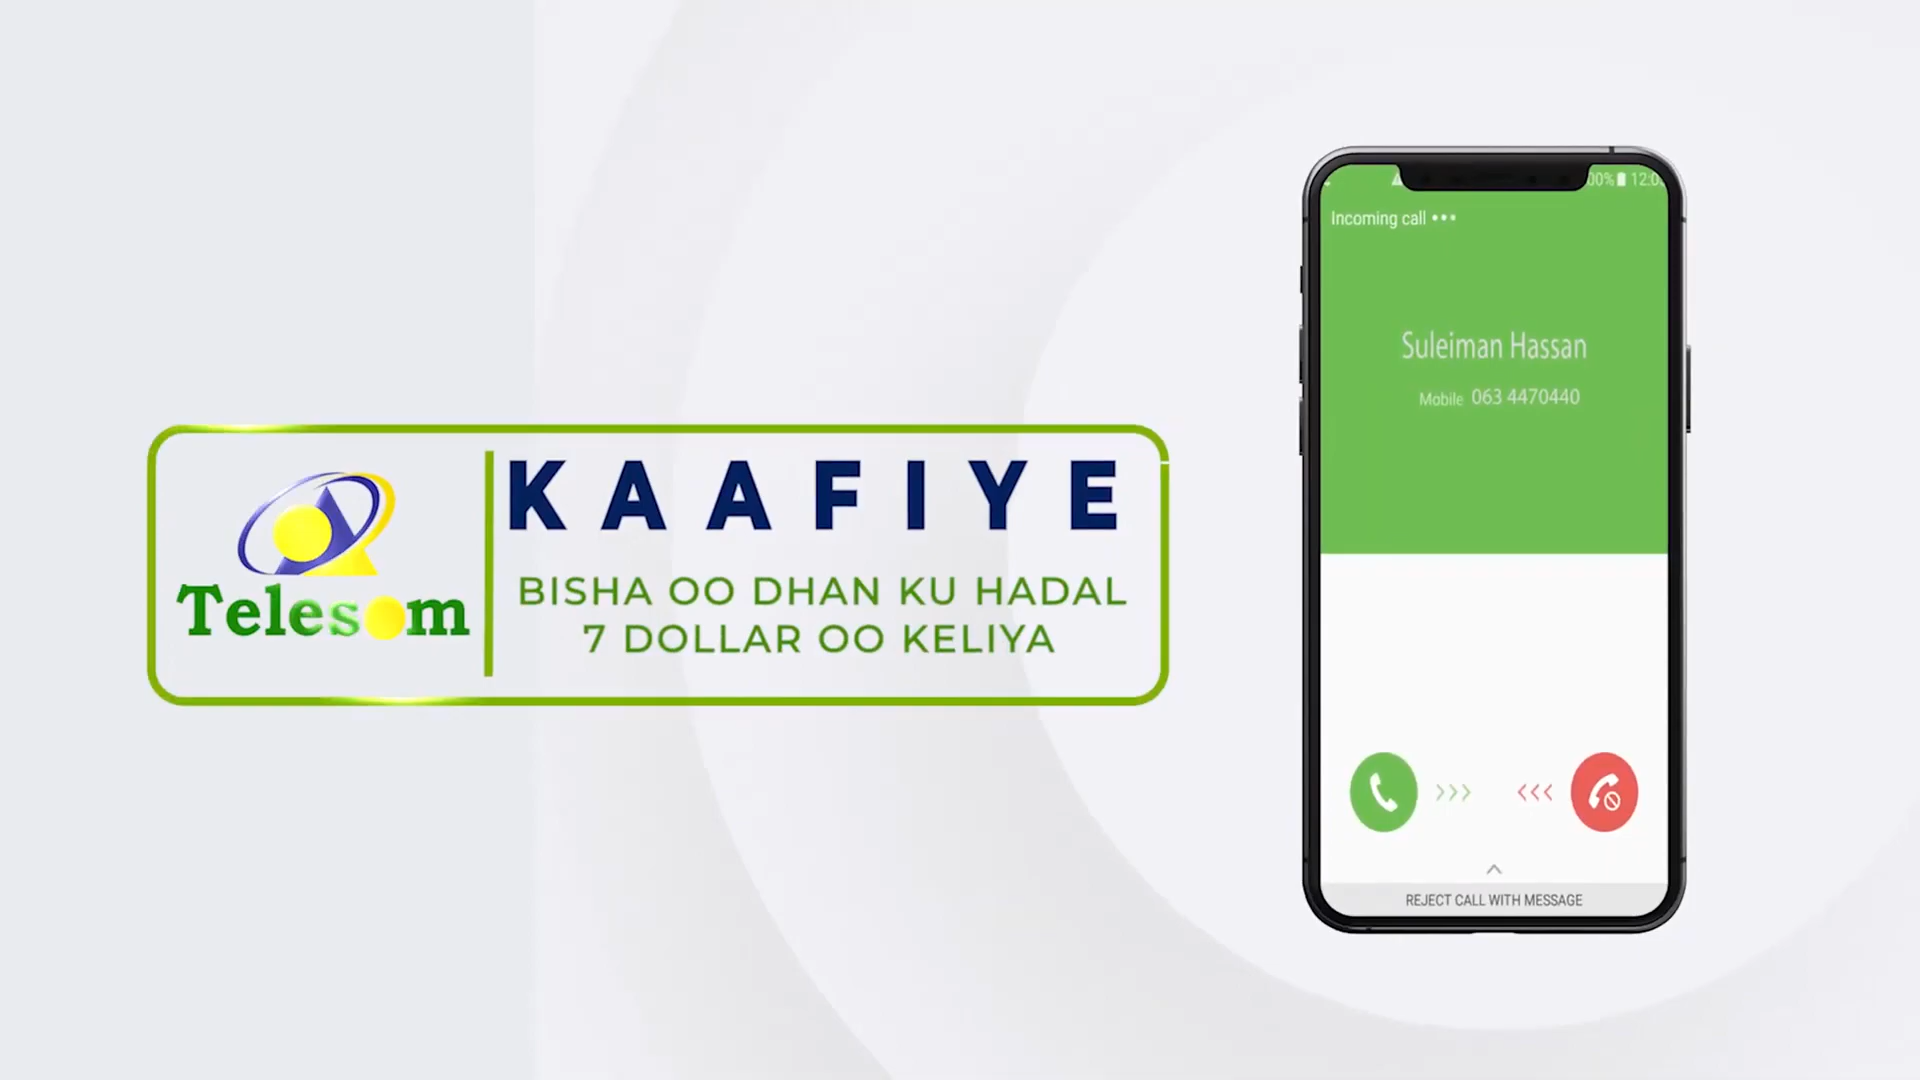 Telesom
KAAFIYE
BISHA OO DHAN KU HADAL
7 DOLLAR OO KELIYA
Incoming call •••
Suleiman Hassan
Mobile 063 4470440
REJECT CALL WITH MESSAGE